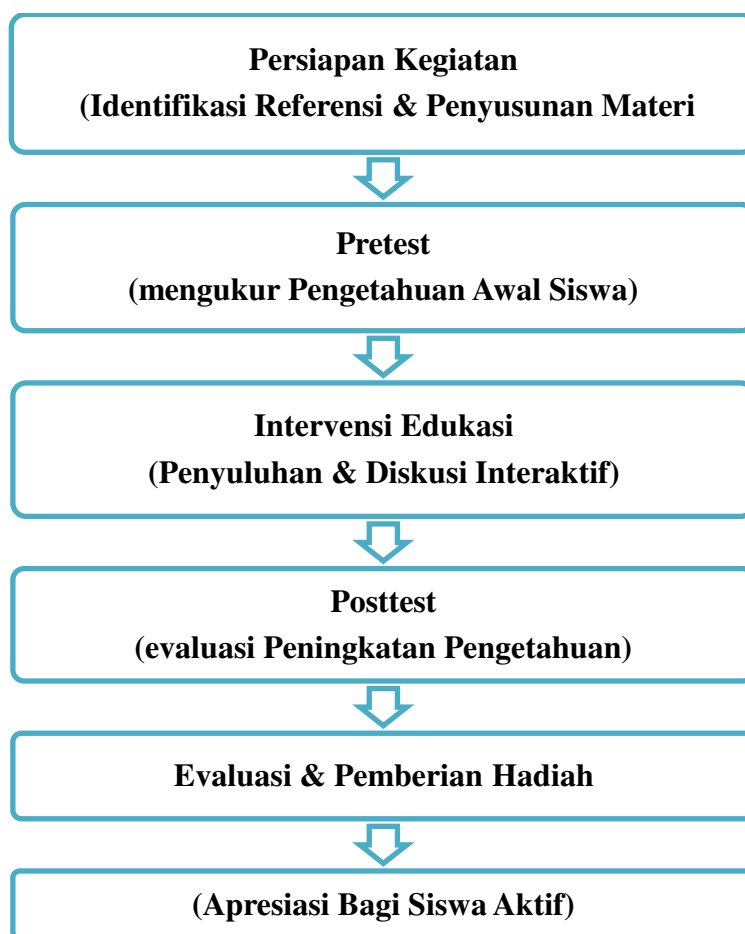 Persiapan Kegiatan
(Identifikasi Referensi & Penyusunan Materi
Pretest
(mengukur Pengetahuan Awal Siswa)
Intervensi Edukasi
(Penyuluhan & Diskusi Interaktif)
Posttest
(evaluasi Peningkatan Pengetahuan)
Evaluasi & Pemberian Hadiah
(Apresiasi Bagi Siswa Aktif)